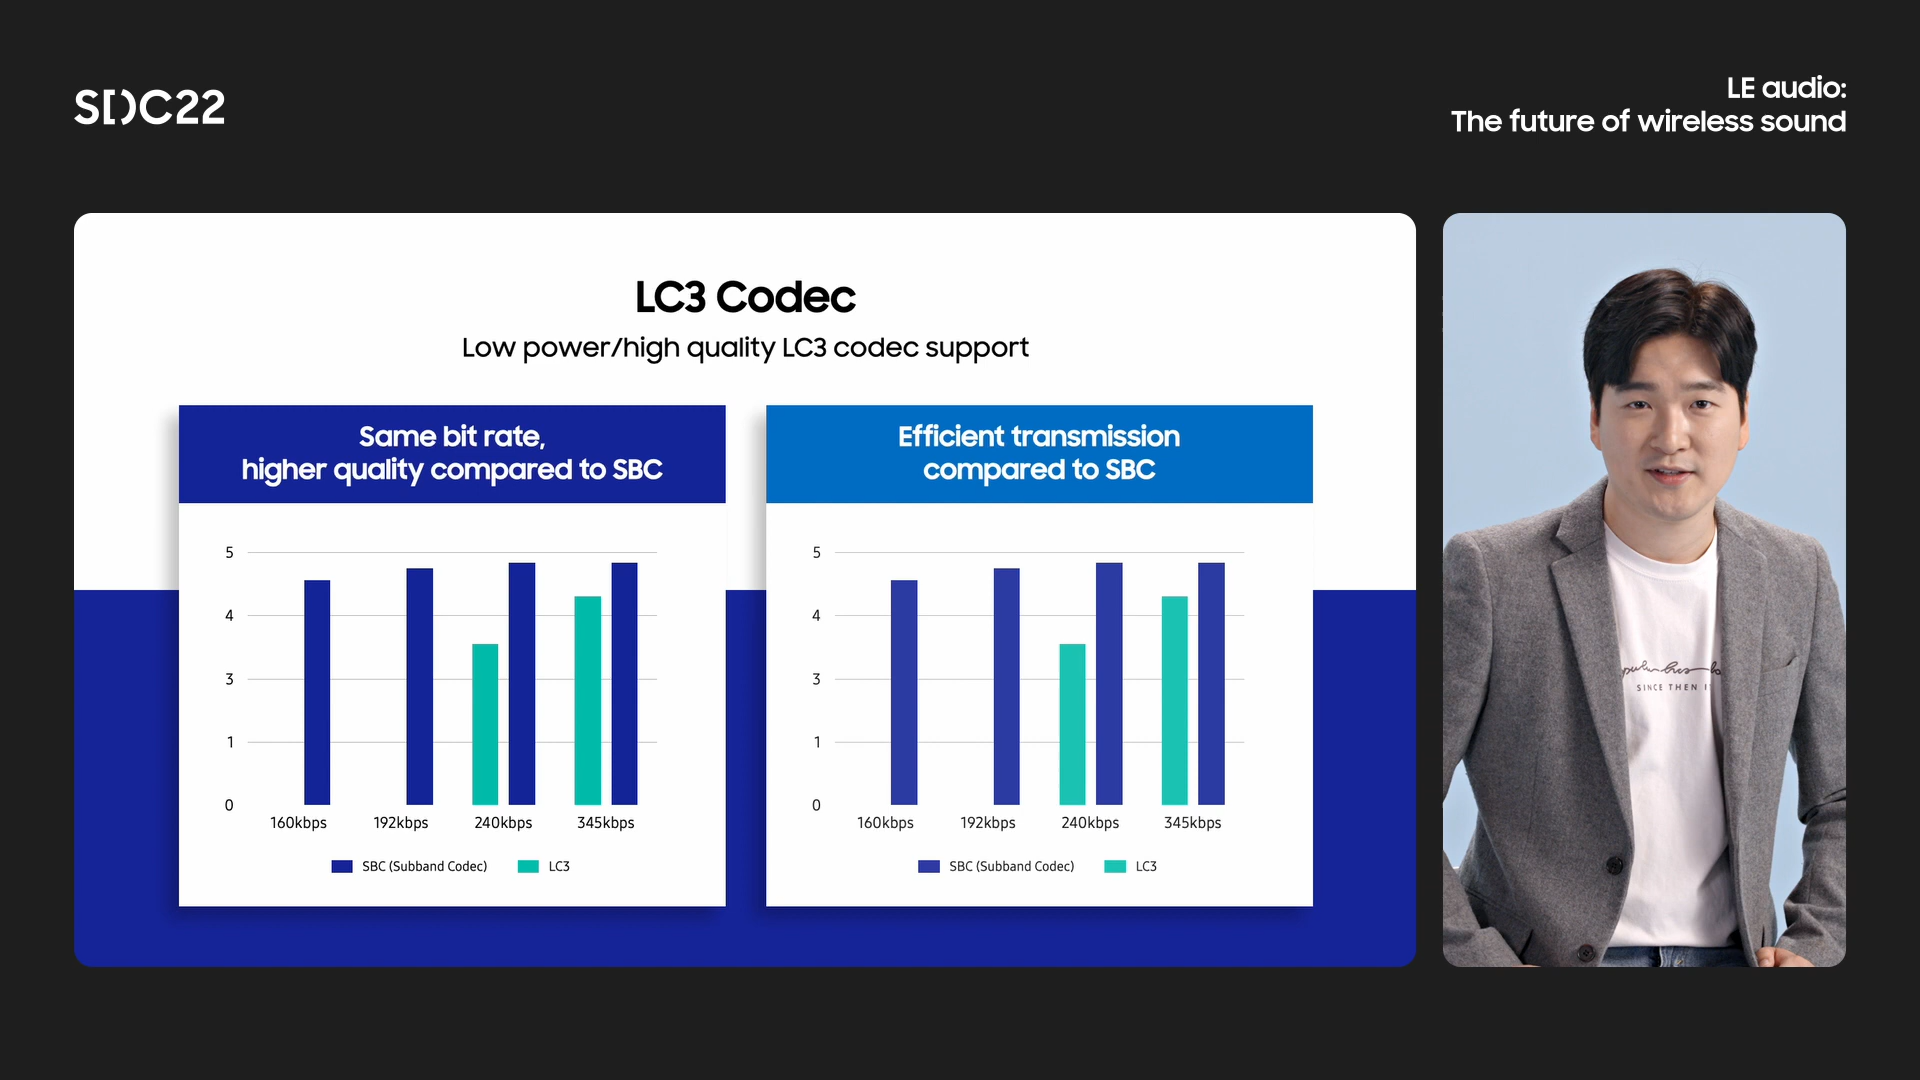 SDC22
LE audio:
The future of wireless sound
LC3 Codec
Low power/high quality LC3 codec support
Same bit rate,
higher quality compared to SBC
5
4
3
1
0
160kbps 192kbps 240kbps 345kbps
SBC (Subband Codec) LC3
Efficient transmission
compared to SBC
5
4
3
1
0
160kbps 192kbps 240kbps 345kbps
SBC (Subband Codec) LC3
SINCE THEN